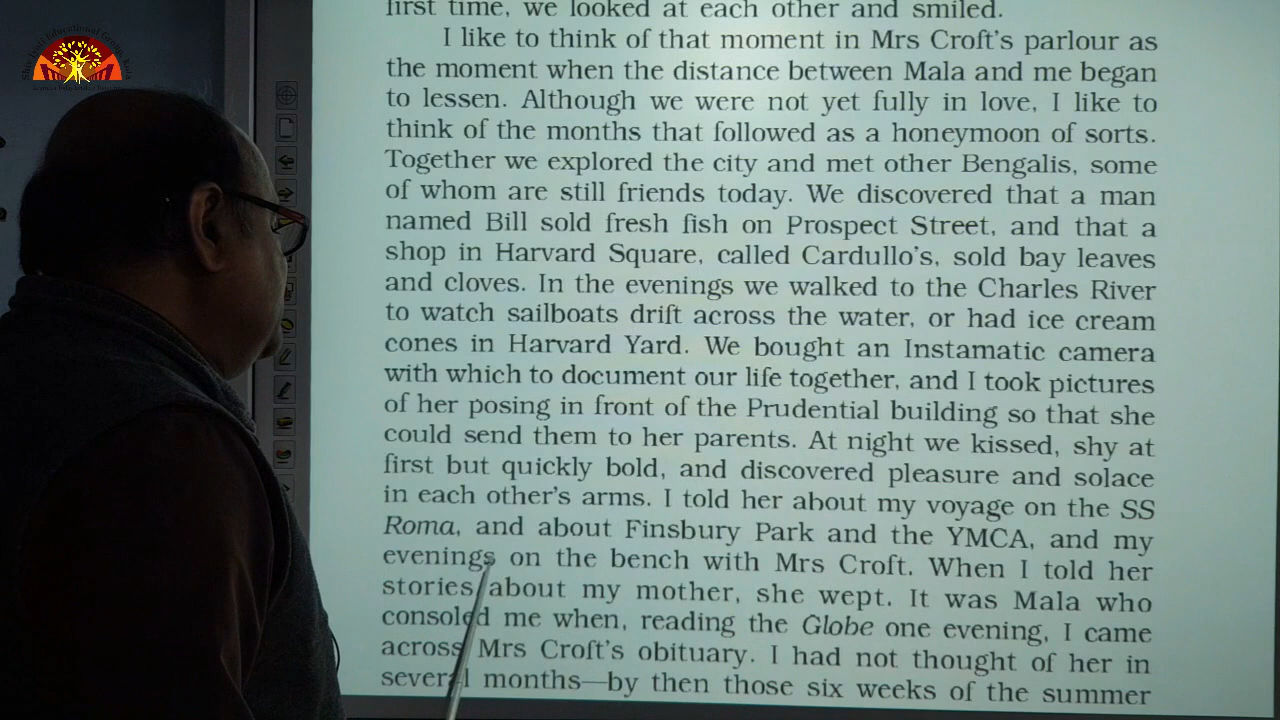 first time, we looked at each other and smiled.
I like to think of that moment in Mrs Croft's parlour as
the moment when the distance between Mala and me began
to lessen. Although we were not yet fully in love, I like to
think of the months that followed as a honeymoon of sorts.
Together we explored the city and met other Bengalis, some
of whom are still friends today. We discovered that a man
named Bill sold fresh fish on Prospect Street, and that a
shop in Harvard Square, called Cardullo's, sold bay leaves
and cloves. In the evenings we walked to the Charles River
to watch sailboats drift across the water, or had ice cream
cones in Harvard Yard. We bought an Instamatic camera
with which to document our life together, and I took pictures
of her posing in front of the Prudential building so that she
could send them to her parents. At night we kissed, shy at
first but quickly bold, and discovered pleasure and solace
in each other's arms. I told her about my voyage on the SS
Roma, and about Finsbury Park and the YMCA, and my
evenings on the bench with Mrs Croft. When I told her
stories about my mother, she wept. It was Mala who
consoled me when, reading the Globe one evening, I came
across Mrs Croft's obituary. I had not thought of her in
several months—by then those six weeks of the summer